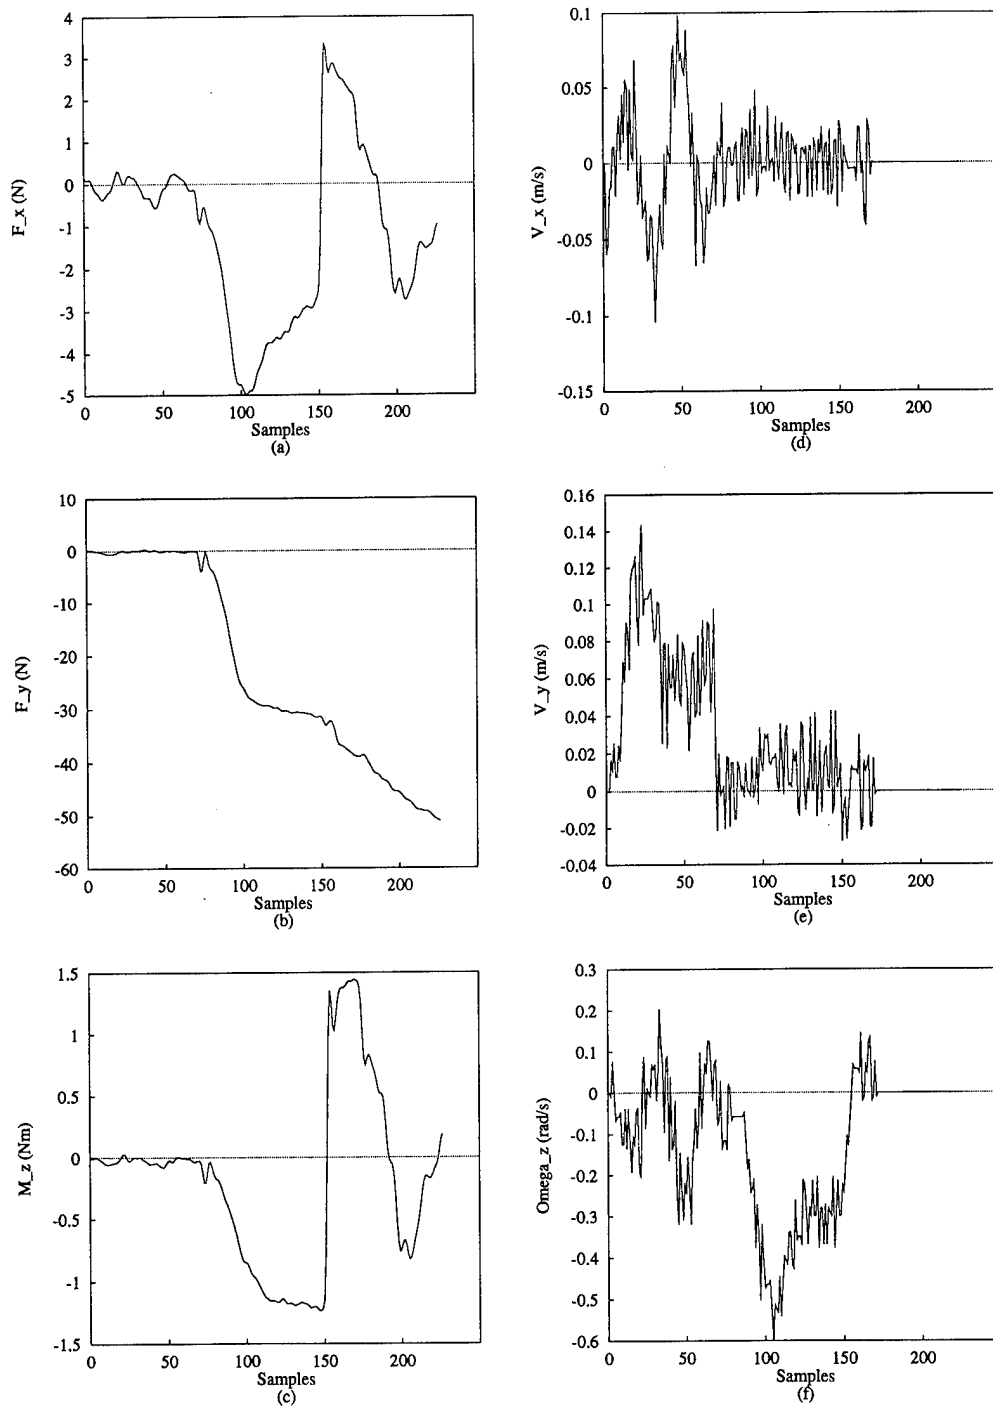 4
3
2
1
0
-1
-2
-3
-4
-5
F_x (N)
0 50 100 150 200
Samples
(a)
0.1
0.05
0
-0.05
-0.1
-0.15
V_x (m/s)
0 50 100 150 200
Samples
(d)
10
0
-10
-20
-30
-40
-50
-60
F_y (N)
0 50 100 150 200
Samples
(b)
0.16
0.14
0.12
0.1
0.08
0.06
0.04
0.02
0
-0.02
-0.04
V_y (m/s)
0 50 100 150 200
Samples
(e)
1.5
1
0.5
0
-0.5
-1
-1.5
M_z (Nm)
0 50 100 150 200
Samples
(c)
0.3
0.2
0.1
0
-0.1
-0.2
-0.3
-0.4
-0.5
-0.6
Omega_z (rad/s)
0 50 100 150 200
Samples
(f)